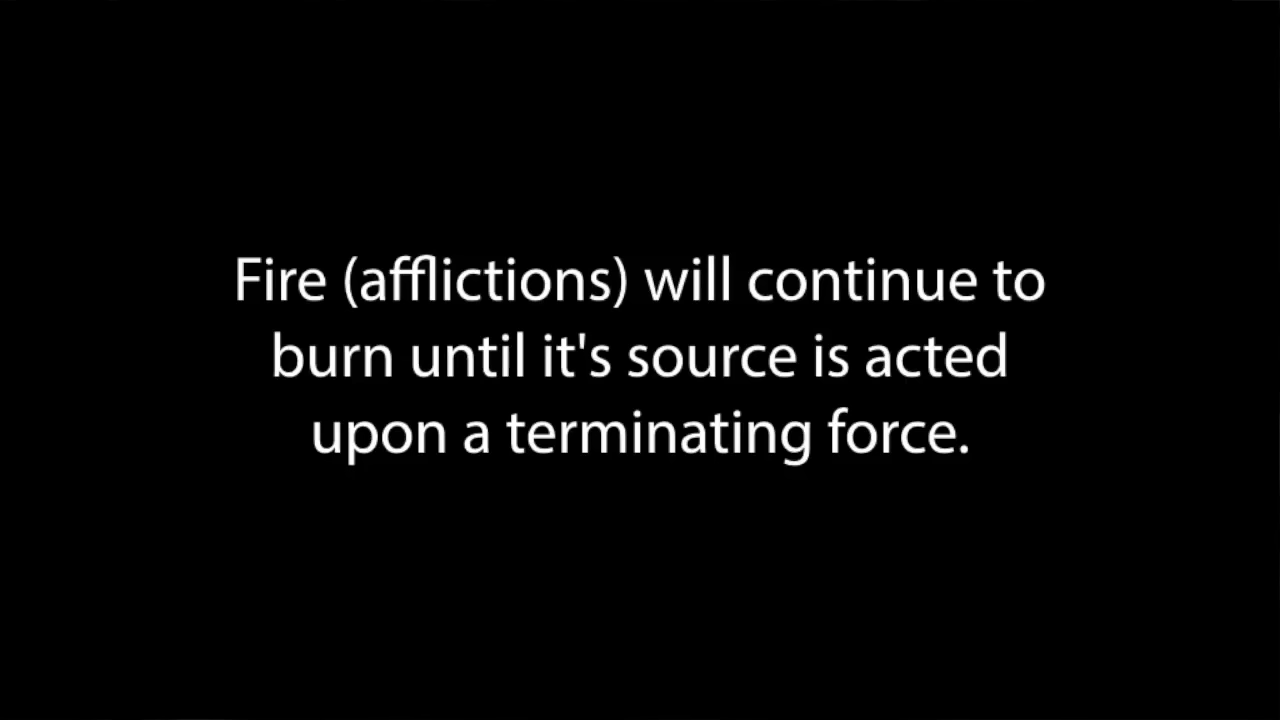 Fire (afflictions) will continue to
burn until it's source is acted
upon a terminating force.